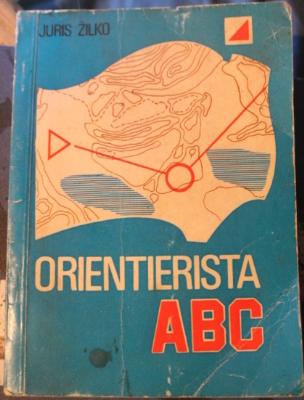 JURIS ŽILKO
ORIENTIERISTA
ABC